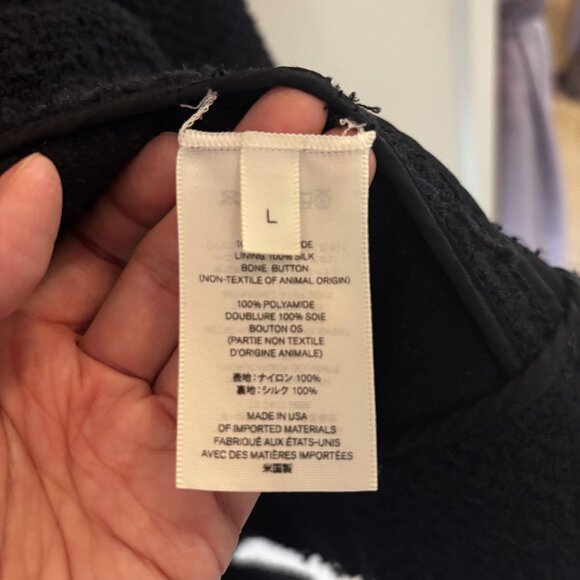 L
LINING 100% SILK
BONE BUTTON
(NON-TEXTILE OF ANIMAL ORIGIN)
100% POLYAMIDE
DOUBLURE 100% SOIE
BOUTON OS
(PARTIE NON TEXTILE
D'ORIGINE ANIMALE)
表地:ナイロン 100%
裏地:シルク 100%
MADE IN USA
OF IMPORTED MATERIALS
FABRIQUÉ AUX ÉTATS-UNIS
AVEC DES MATIÈRES IMPORTÉES
米国製